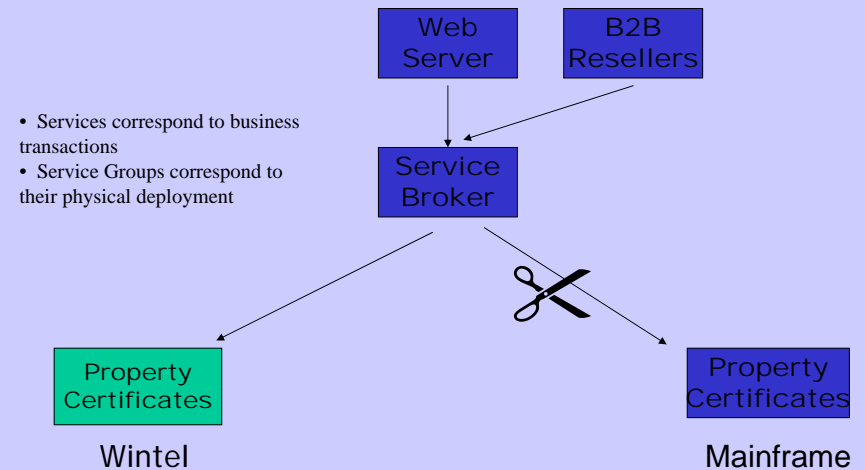 Web
Server
B2B
Resellers
• Services correspond to business
transactions
• Service Groups correspond to
their physical deployment
Service
Broker
Property
Certificates
Property
Certificates
Wintel
Mainframe